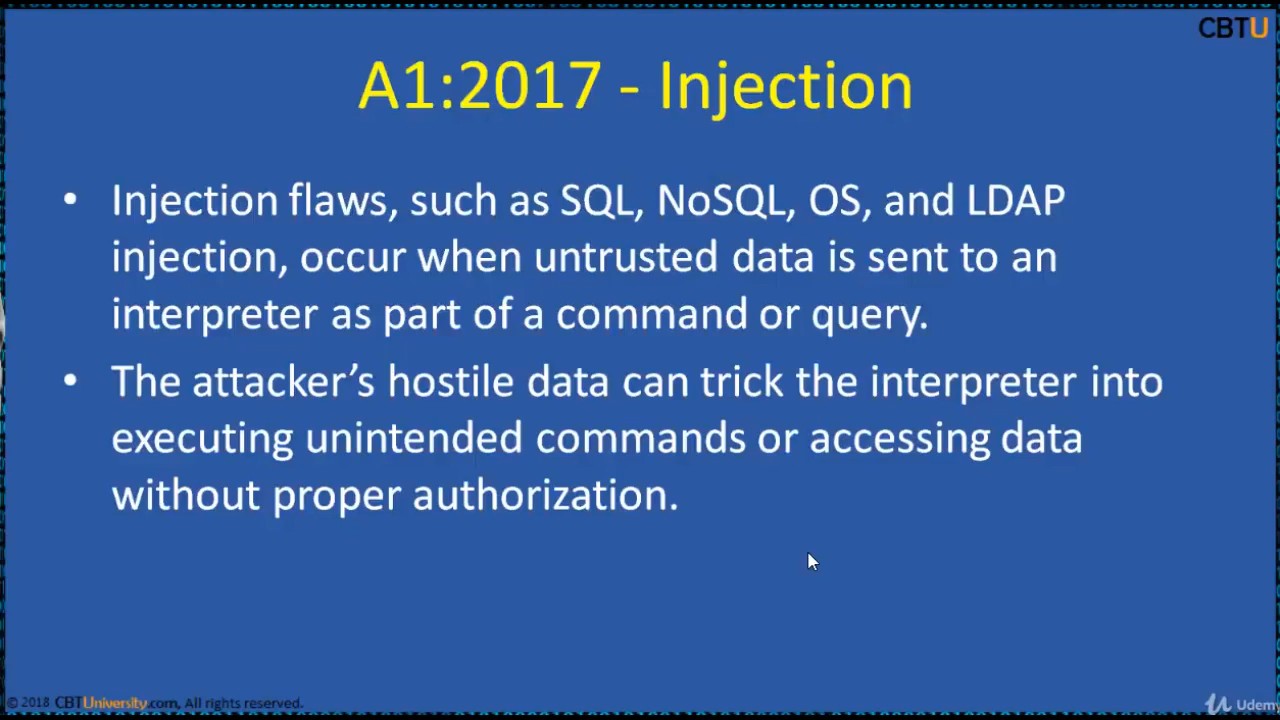 CBTU
A1:2017 - Injection
• Injection flaws, such as SQL, NoSQL, OS, and LDAP
injection, occur when untrusted data is sent to an
interpreter as part of a command or query.
• The attacker’s hostile data can trick the interpreter into
executing unintended commands or accessing data
without proper authorization.
© 2018 CBTUniversity.com, All rights reserved.
Udemy